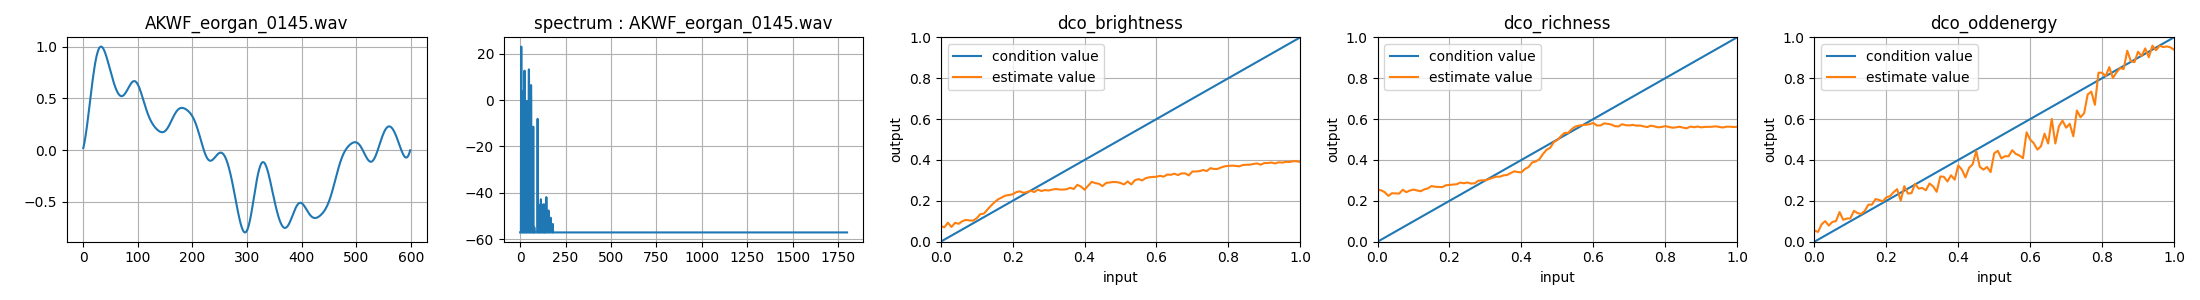 AKWF_eorgan_0145.wav
1.0
0.5
0.0
−0.5
0 100 200 300 400 500 600
spectrum : AKWF_eorgan_0145.wav
20
0
−20
−40
−60
0 250 500 750 1000 1250 1500 1750
dco_brightness
condition value
estimate value
output
1.0
0.8
0.6
0.4
0.2
0.0
0.0 0.2 0.4 0.6 0.8 1.0
input
dco_richness
condition value
estimate value
output
1.0
0.8
0.6
0.4
0.2
0.0
0.0 0.2 0.4 0.6 0.8 1.0
input
dco_oddenergy
condition value
estimate value
output
1.0
0.8
0.6
0.4
0.2
0.0
0.0 0.2 0.4 0.6 0.8 1.0
input